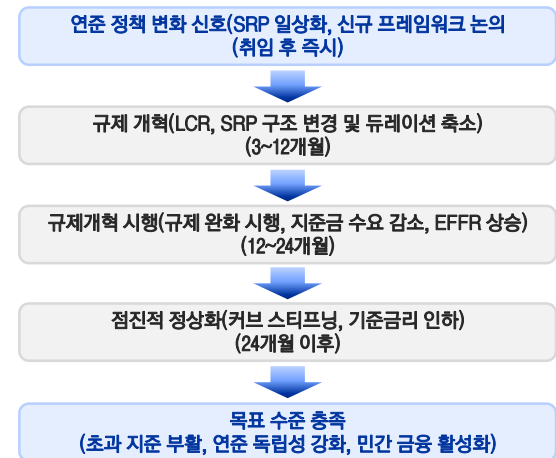 연준 정책 변화 신호(SRP 일상화, 신규 프레임워크 논의
(취임 후 즉시)
규제 개혁(LCR, SRP 구조 변경 및 듀레이션 축소)
(3~12개월)
규제개혁 시행(규제 완화 시행, 지준금 수요 감소, EFFR 상승)
(12~24개월)
점진적 정상화(커브 스티프닝, 기준금리 인하)
(24개월 이후)
목표 수준 충족
(초과 지준 부활, 연준 독립성 강화, 민간 금융 활성화)